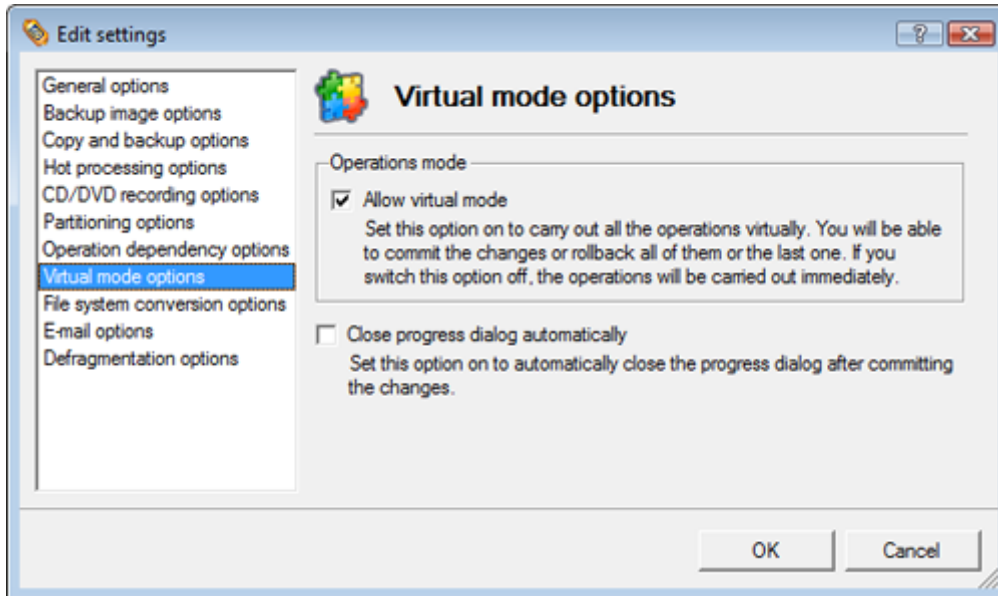 Edit settings
General options
Backup image options
Copy and backup options
Hot processing options
CD/DVD recording options
Partitioning options
Operation dependency options
Virtual mode options
File system conversion options
E-mail options
Defragmentation options
Virtual mode options
Operations mode
Allow virtual mode
Set this option on to carry out all the operations virtually. You will be able
to commit the changes or rollback all of them or the last one. If you
switch this option off, the operations will be carried out immediately.
Close progress dialog automatically
Set this option on to automatically close the progress dialog after committing
the changes.
OK
Cancel